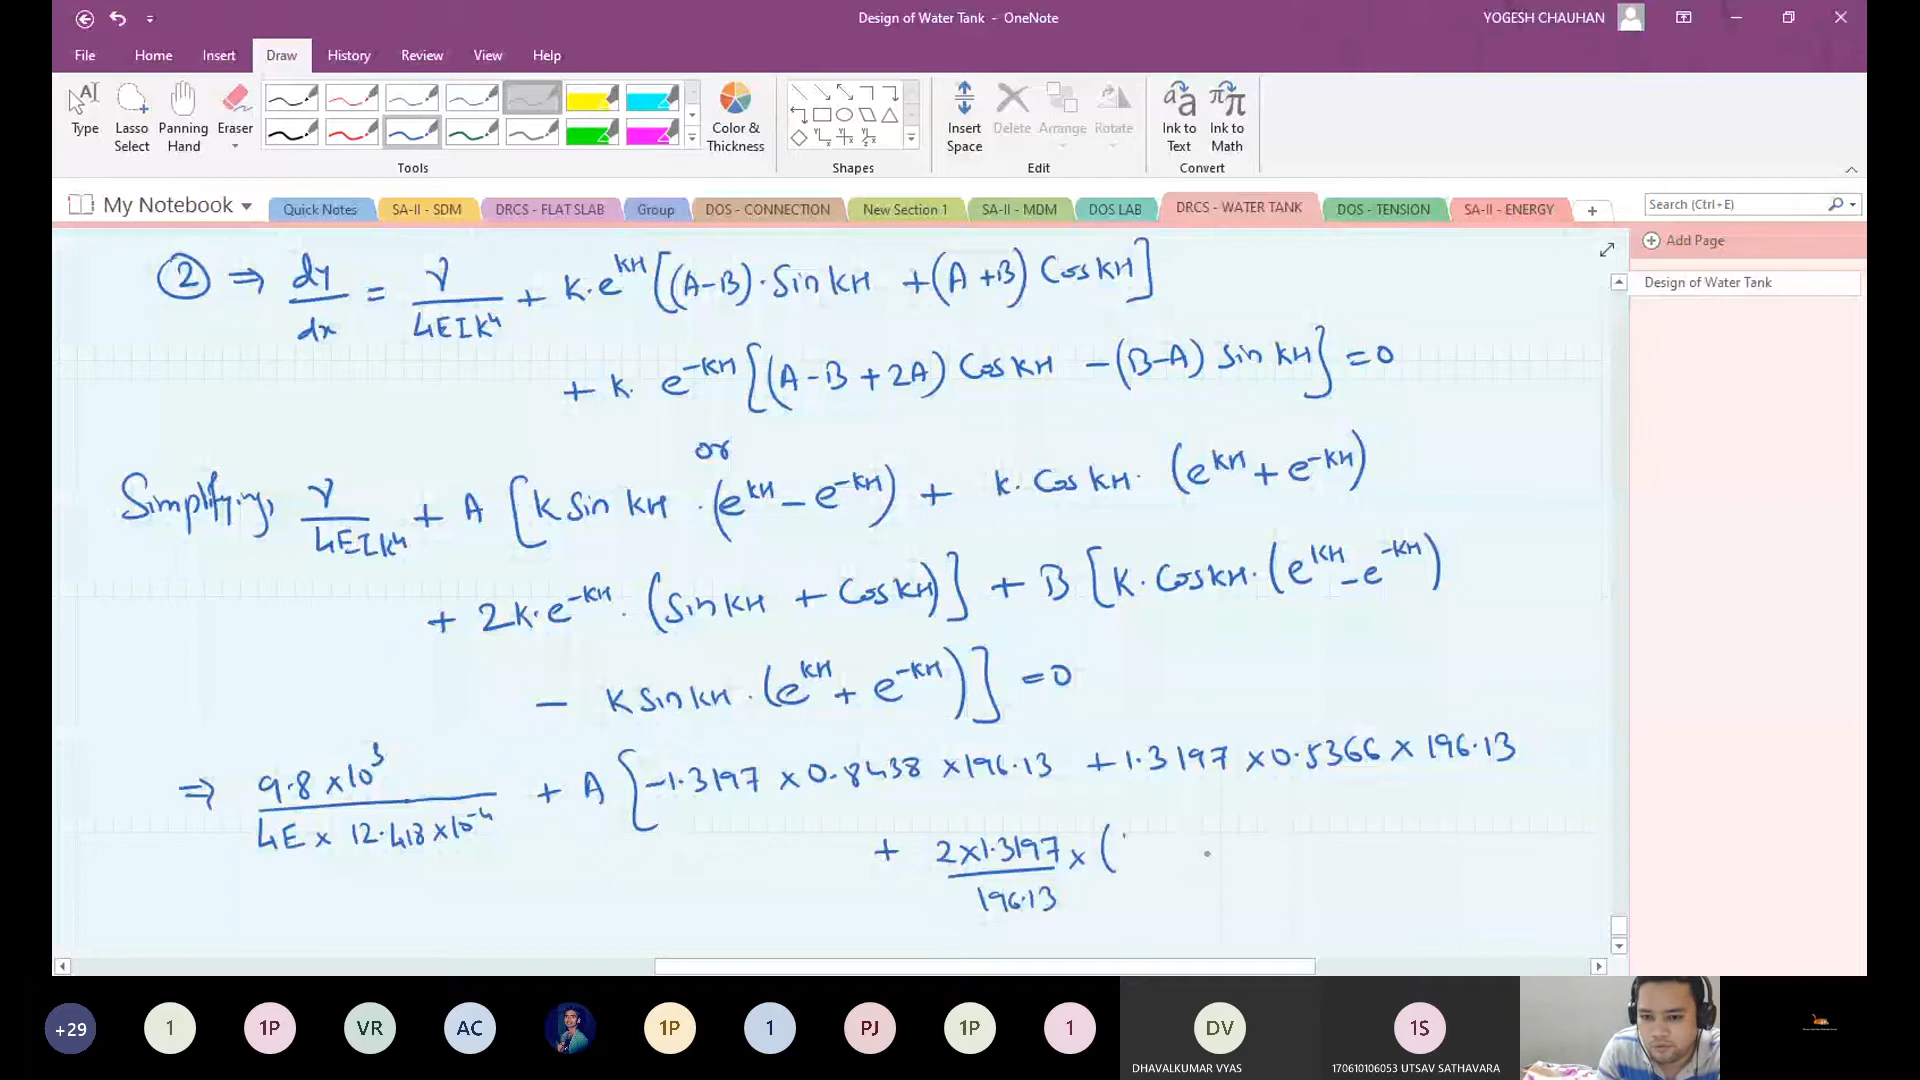 Design of Water Tank - OneNote
YOGESH CHAUHAN
File Home Insert Draw History Review View Help
Type
Lasso Select
Panning Hand
Eraser
Color & Thickness
Insert Space
Delete
Arrange
Rotate
Ink to Text
Ink to Math
Tools
Shapes
Edit
Convert
My Notebook
Quick Notes
SA-II - SDM
DRCS - FLAT SLAB
Group
DOS - CONNECTION
New Section 1
SA-II - MDM
DOS LAB
DRCS - WATER TANK
DOS - TENSION
SA-II - ENERGY
Search (Ctrl+E)
Add Page
Design of Water Tank
② ⇒ dy/dx = γ/4EIK⁴ + K·e^KH [(A-B)·Sin KH + (A+B) Cos KH]
+ K· e^-KH [(A-B+2A) Cos KH -(B-A) Sin KH] = 0
or
Simplifying, γ/4EIK⁴ + A [K Sin KH · (e^KH - e^-KH) + K· Cos KH· (e^KH + e^-KH)
+ 2K·e^-KH· (Sin KH + Cos KH)] + B [K· Cos KH· (e^KH - e^-KH)
- K Sin KH · (e^KH + e^-KH)] = 0
⇒ 9.8 × 10³/4E × 12.418 × 10⁻⁴ + A [-1.3197 × 0.8438 × 196.13 + 1.3197 × 0.5366 × 196.13
+ 2×1.3197/196.13 × (
+29 1 1P VR AC 1P 1 PJ 1P 1 DV 1S
DHAVALKUMAR VYAS
170610106053 UTSAV SATHAVARA